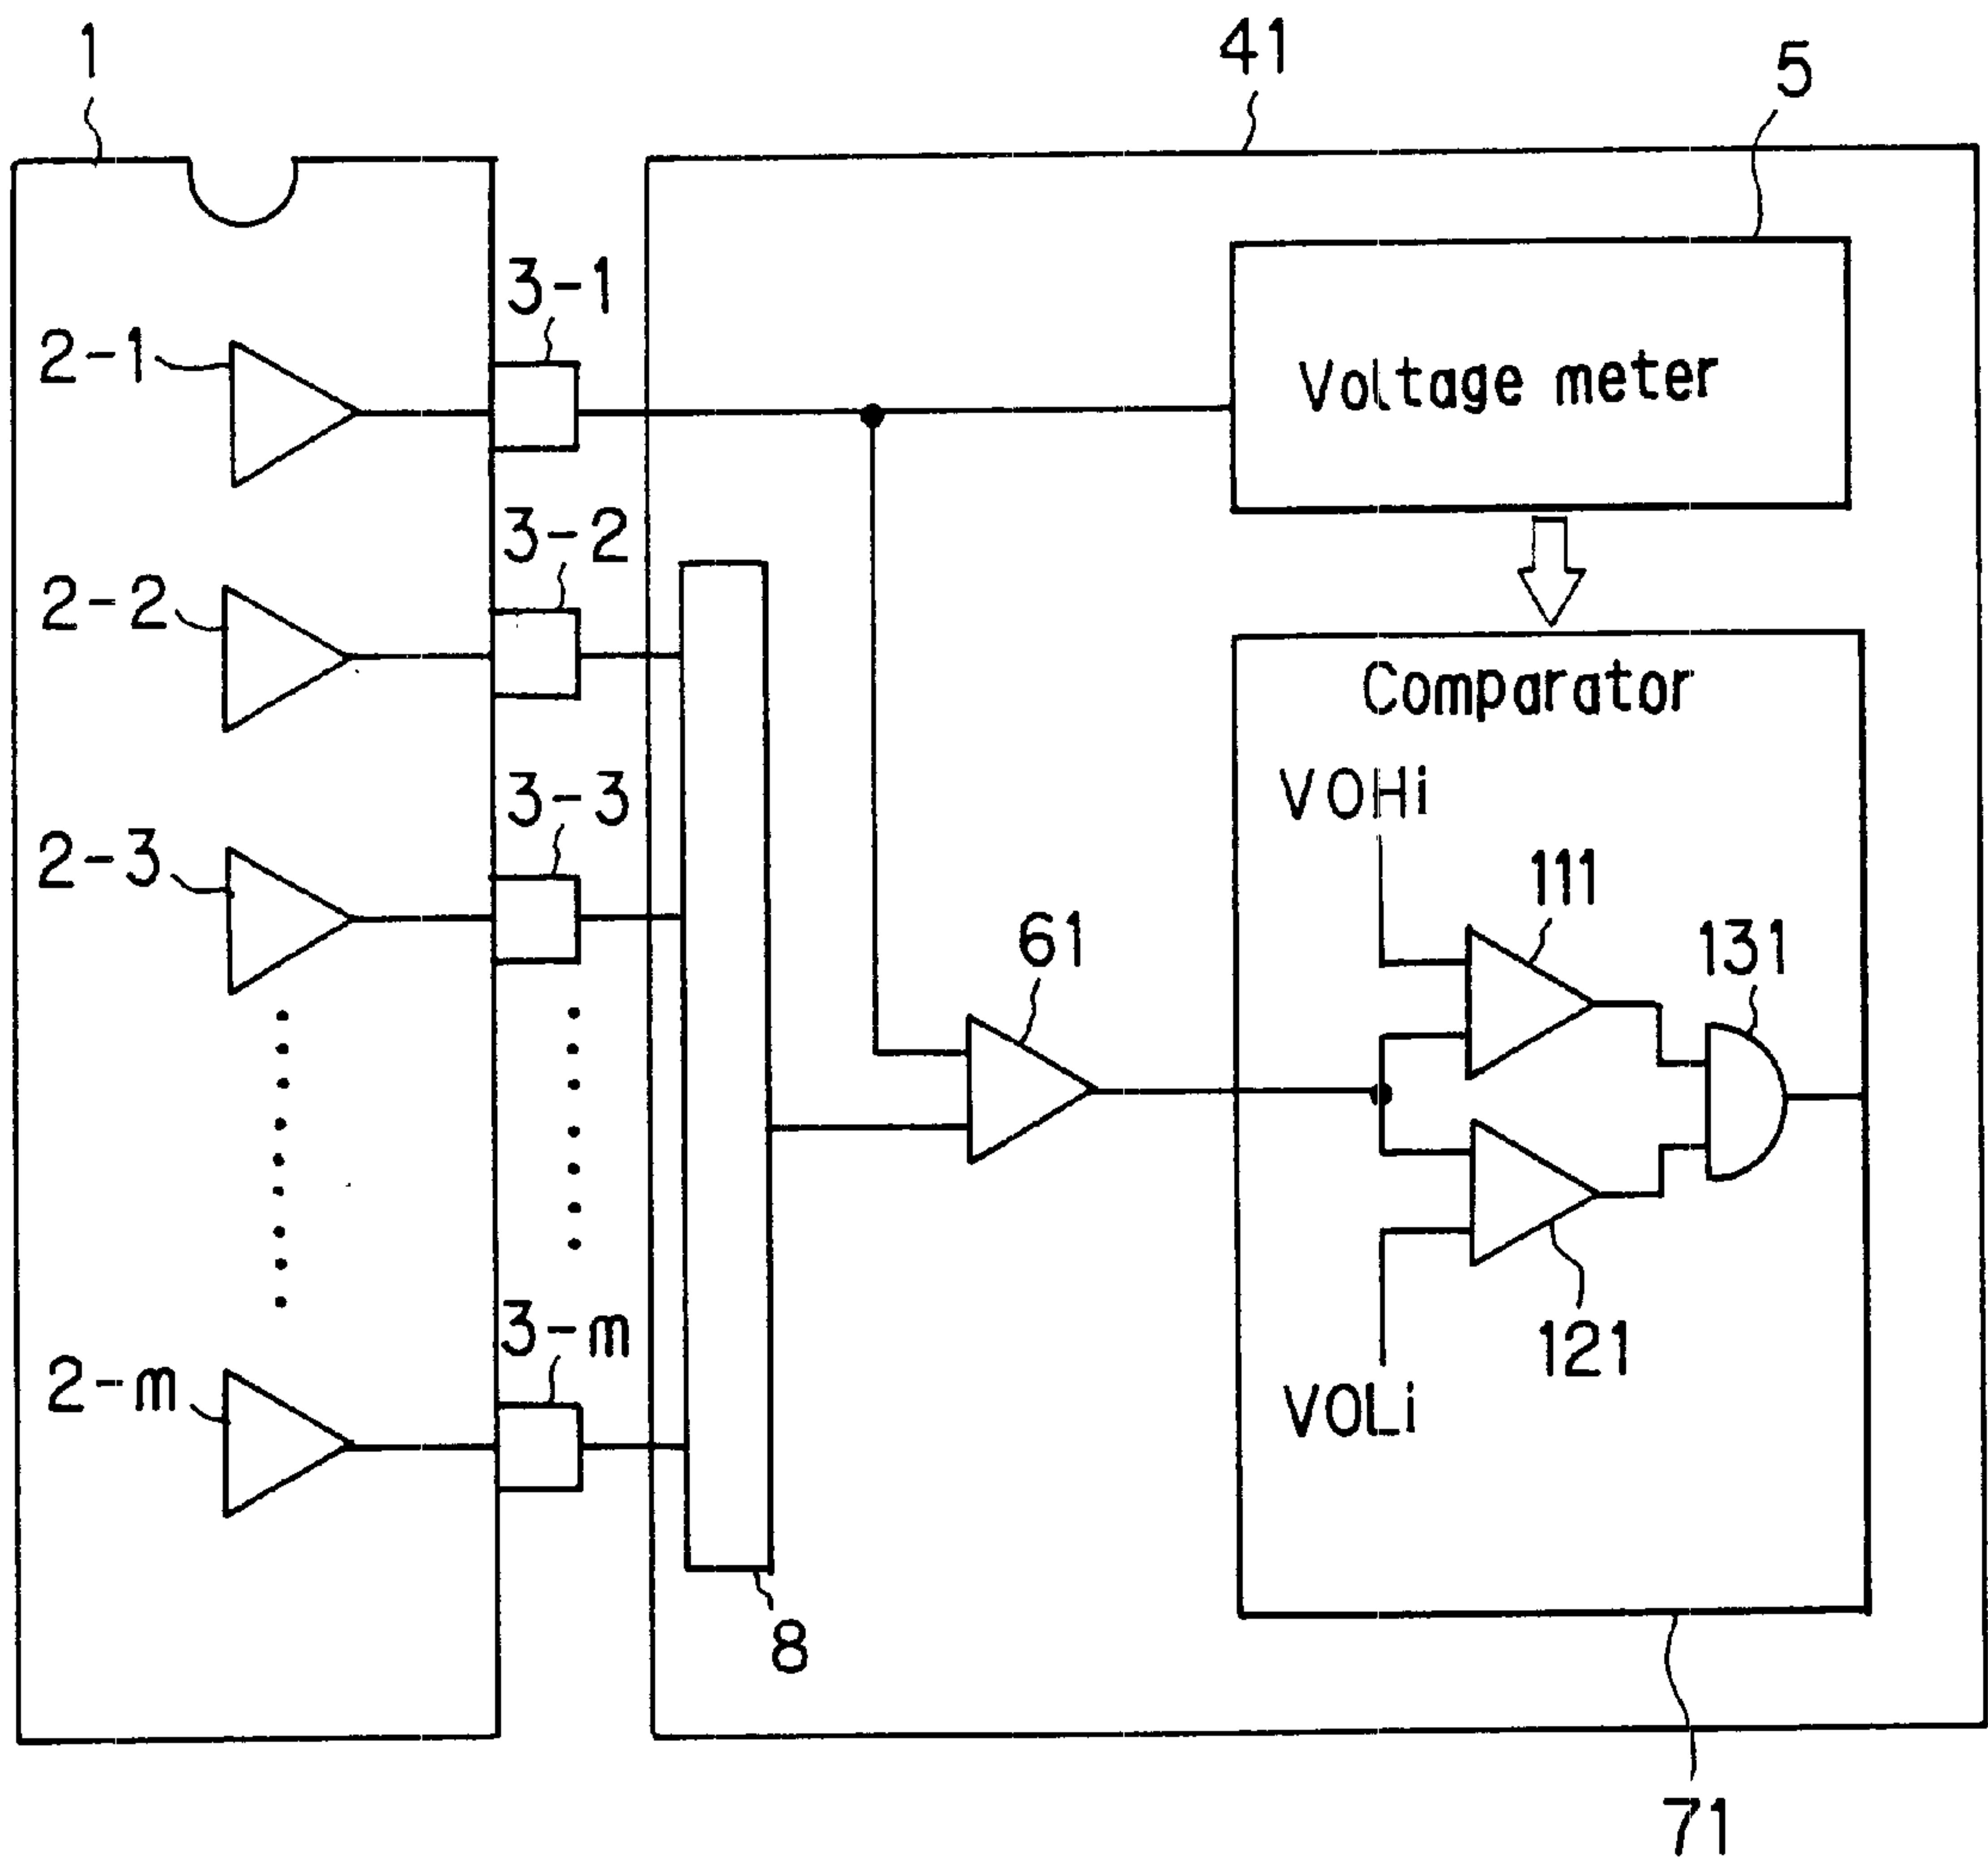 1
41
5
3-1
2-1
Voltage meter
3-2
2-2
Comparator
3-3
VOHi
2-3
111
61
131
3-m
121
2-m
VOLi
8
71